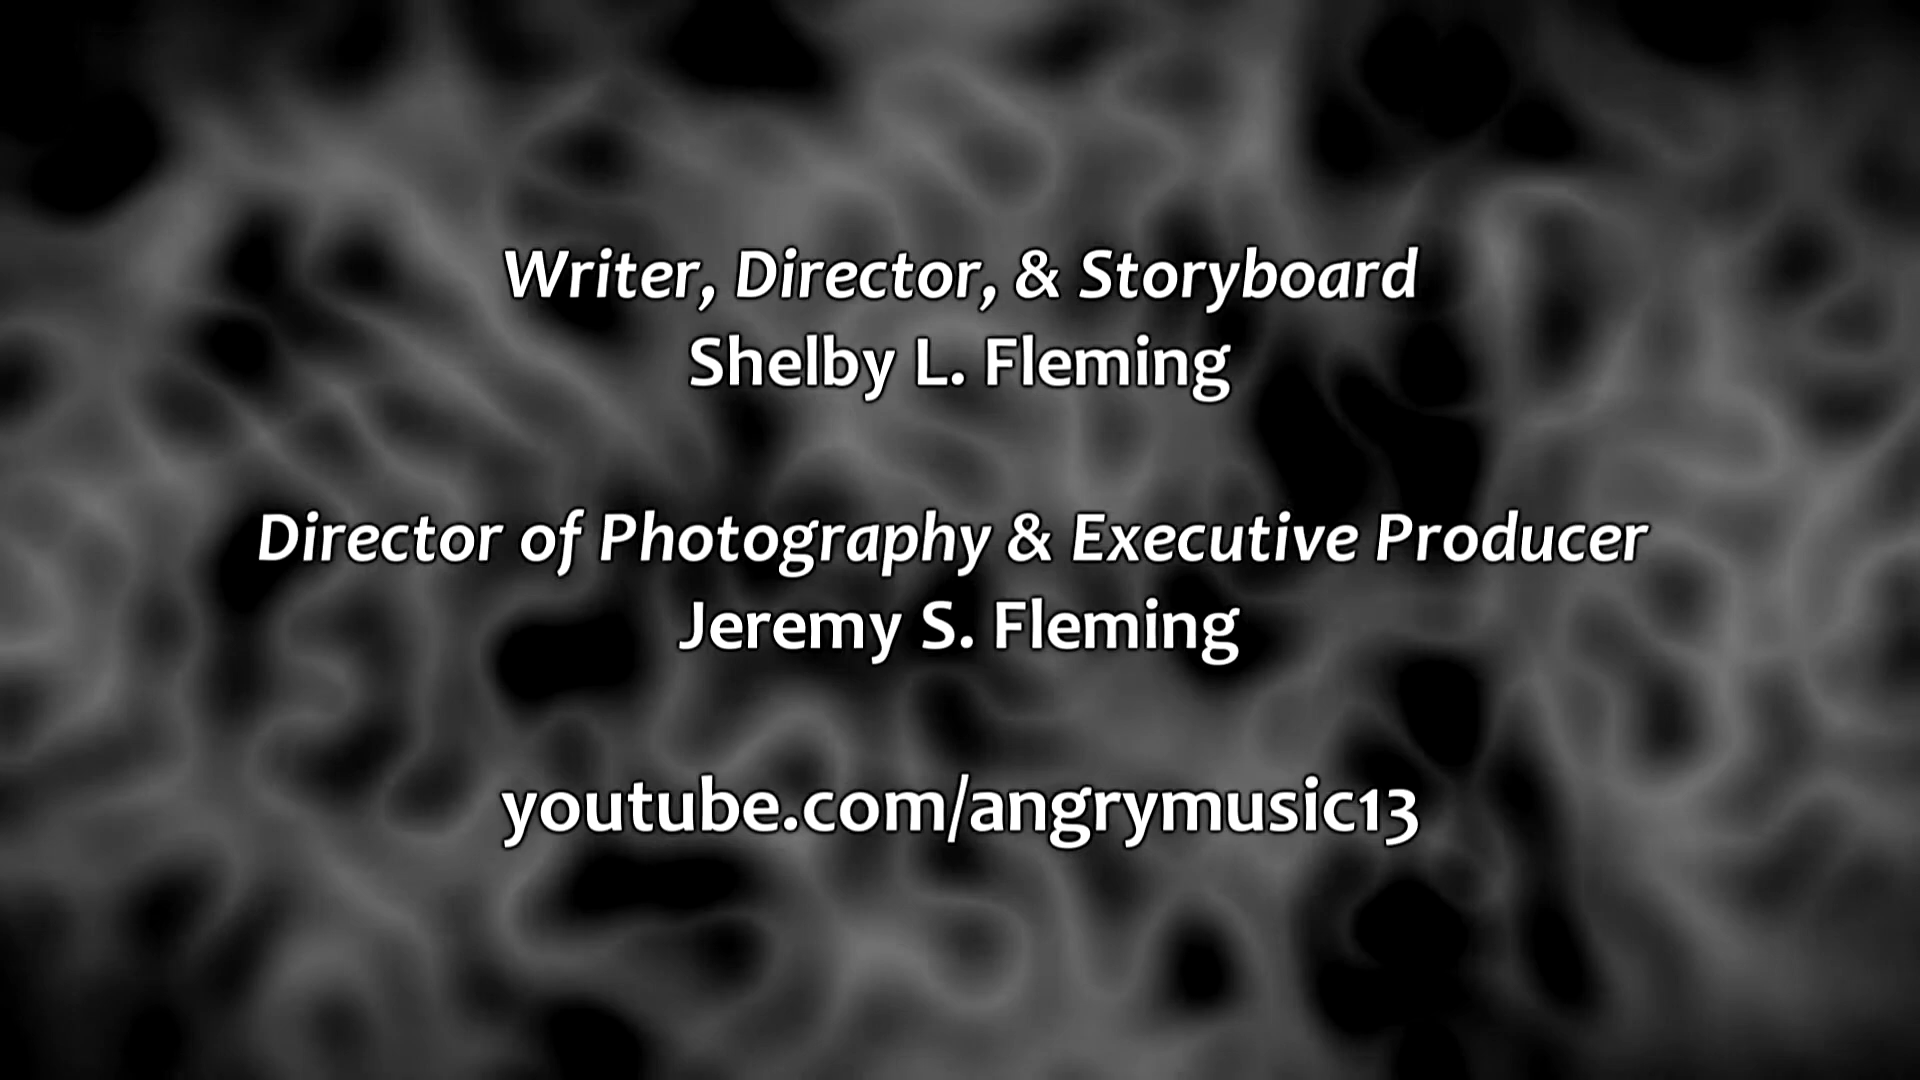 Writer, Director, & Storyboard
Shelby L. Fleming
Director of Photography & Executive Producer
Jeremy S. Fleming
youtube.com/angrymusic13